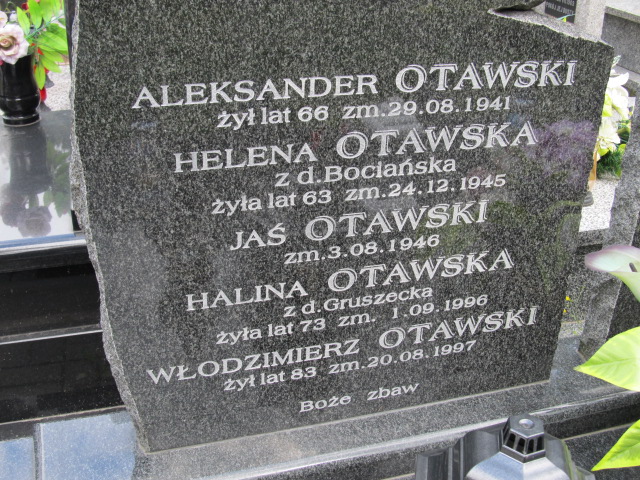 ALEKSANDER OTAWSKI
żył lat 66 zm. 29.08.1941
HELENA OTAWSKA
z d. Bociańska
żyła lat 63 zm. 24.12.1945
JAŚ OTAWSKI
zm. 3.08.1946
HALINA OTAWSKA
z d. Gruszecka
żyła lat 73 zm. 1.09.1996
WŁODZIMIERZ OTAWSKI
żył lat 83 zm. 20.08.1997
Boże zbaw